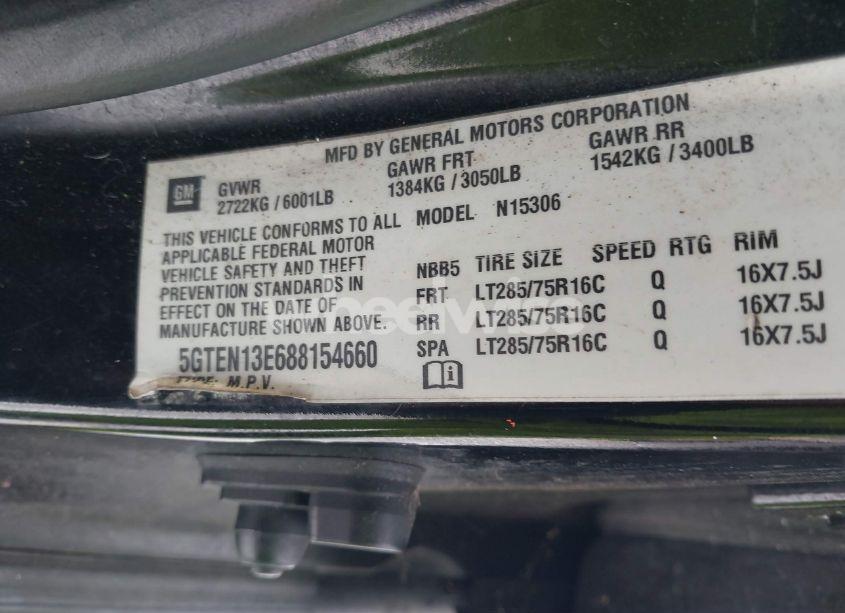 MFD BY GENERAL MOTORS CORPORATION
GM
GVWR GAWR FRT GAWR RR
2722KG / 6001LB 1384KG / 3050LB 1542KG / 3400LB
THIS VEHICLE CONFORMS TO ALL
APPLICABLE FEDERAL MOTOR
VEHICLE SAFETY AND THEFT
PREVENTION STANDARDS IN
EFFECT ON THE DATE OF
MANUFACTURE SHOWN ABOVE.
5GTEN13E688154660
TYPE: M.P.V.
MODEL N15306
NBB5 TIRE SIZE SPEED RTG RIM
FRT LT285/75R16C Q 16X7.5J
RR LT285/75R16C Q 16X7.5J
SPA LT285/75R16C Q 16X7.5J